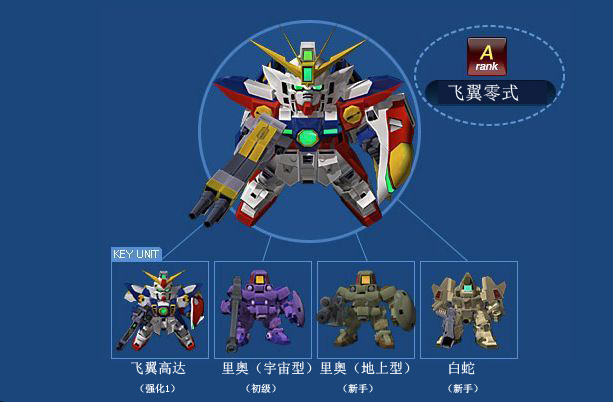 A
rank
飞翼零式
KEY UNIT
飞翼高达
里奥（宇宙型）
里奥（地上型）
白蛇
（强化1）
（初级）
（新手）
（新手）